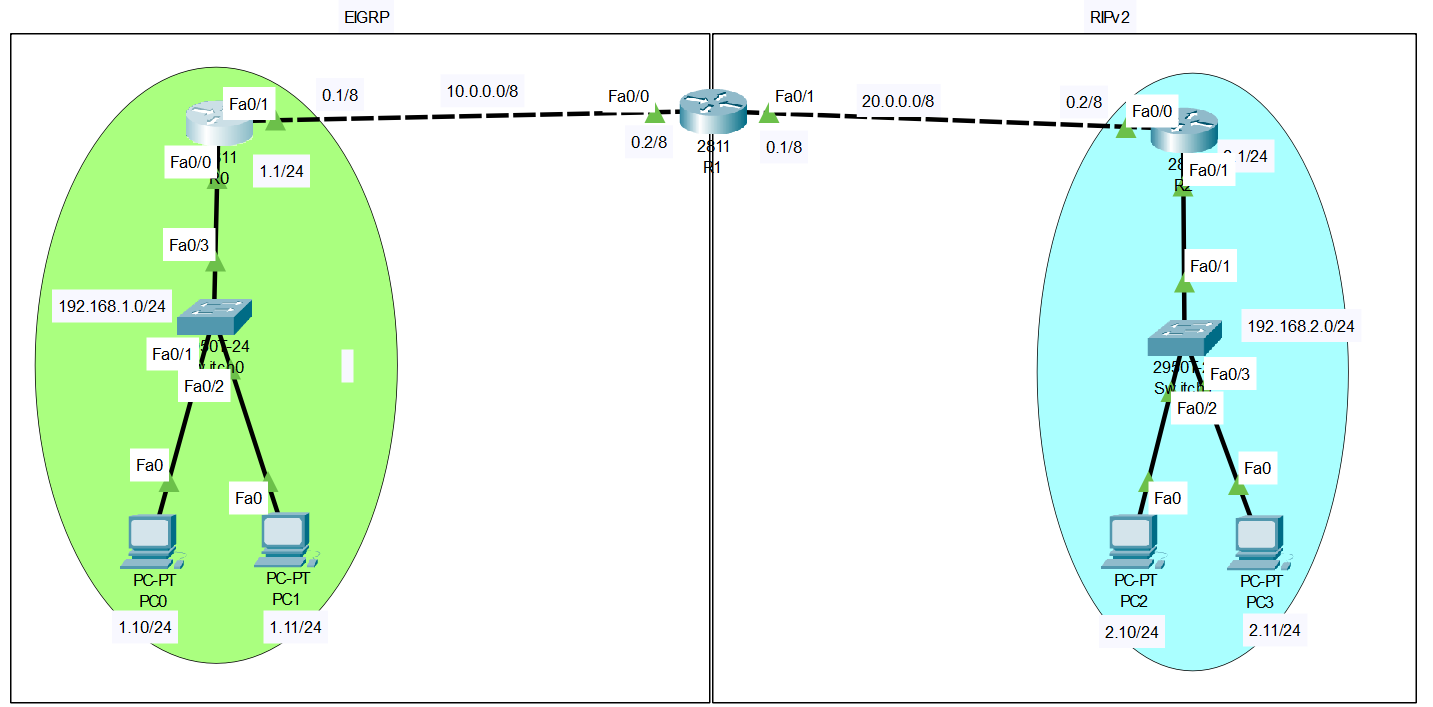 EIGRP
RIPv2
Fa0/1
0.1/8
10.0.0.0/8
Fa0/0
Fa0/1
20.0.0.0/8
0.2/8
Fa0/0
0.2/8
2811
R1
0.1/8
Fa0/0
R0
1.1/24
1/24
Fa0/1
Fa0/3
Fa0/1
192.168.1.0/24
192.168.2.0/24
Fa0/1
Fa0/2
Fa0/3
Fa0/2
Fa0
Fa0
Fa0
Fa0
PC-PT
PC0
PC-PT
PC1
PC-PT
PC2
PC-PT
PC3
1.10/24
1.11/24
2.10/24
2.11/24